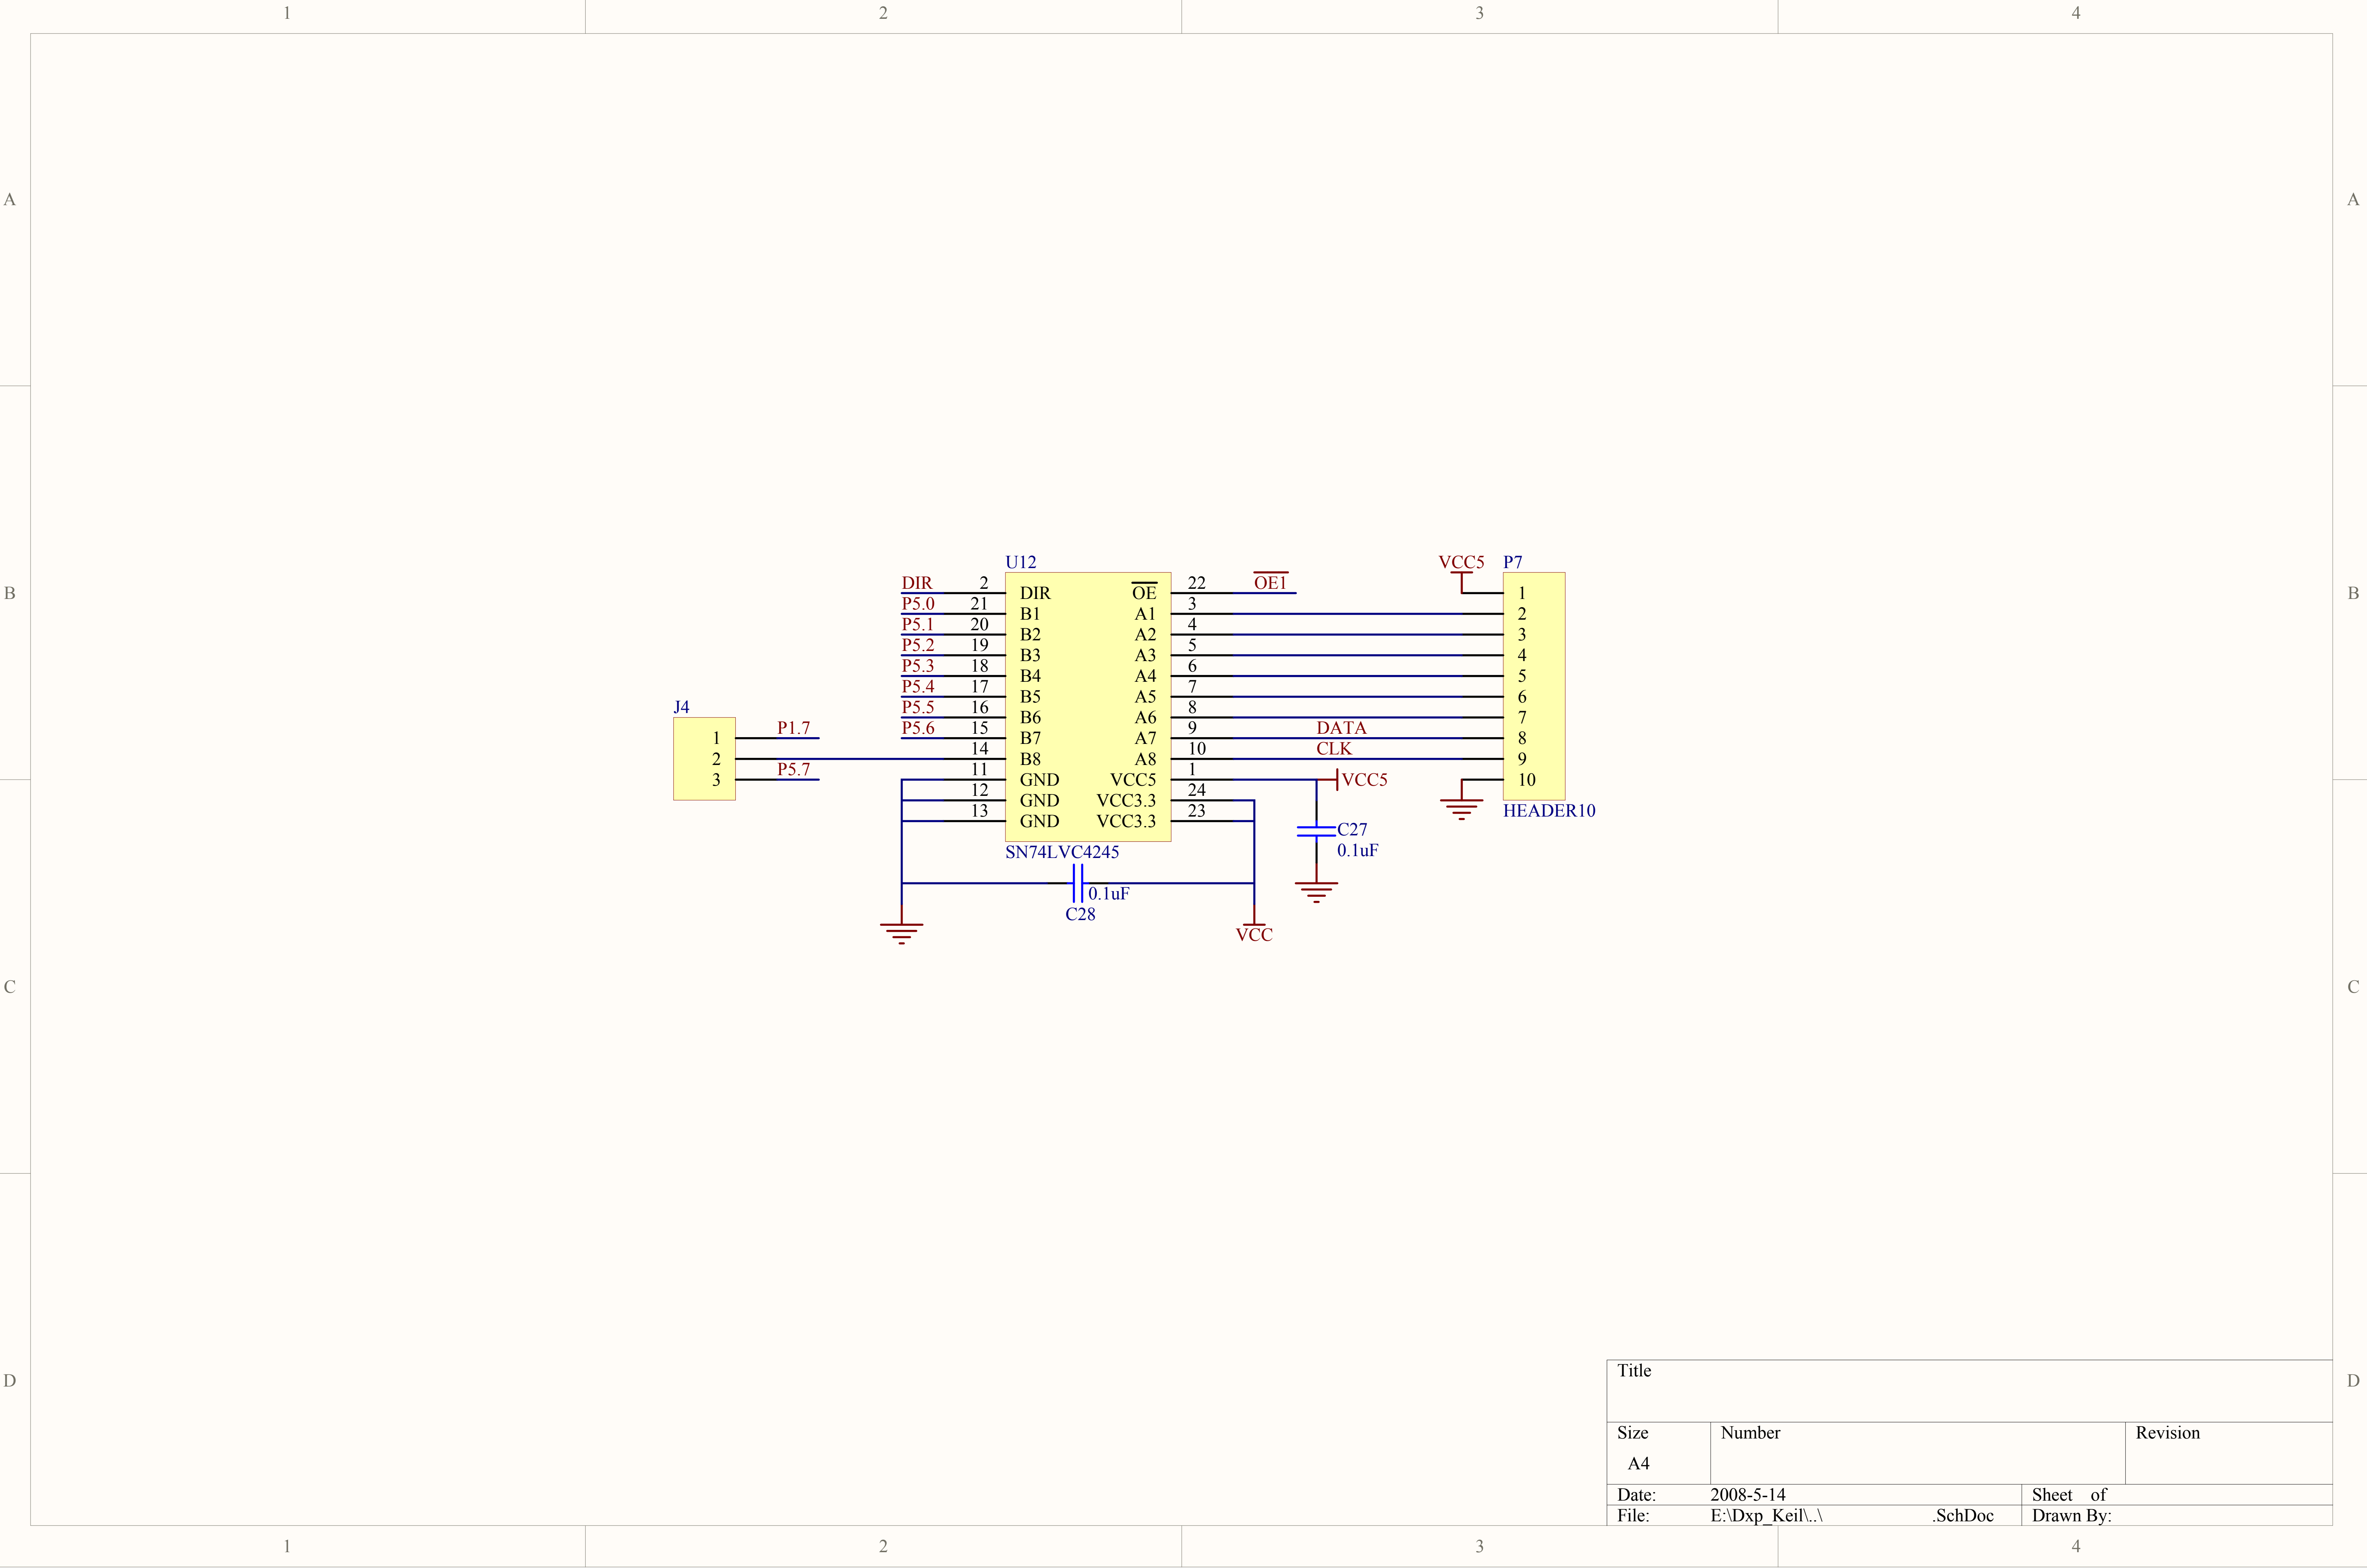 1 2 3 4
A A
B B
C C
D D
U12
DIR 2 DIR OE 22 OE1
P5.0 21 B1 A1 3
P5.1 20 B2 A2 4
P5.2 19 B3 A3 5
P5.3 18 B4 A4 6
P5.4 17 B5 A5 7
P5.5 16 B6 A6 8
P5.6 15 B7 A7 9 DATA
14 B8 A8 10 CLK
11 GND VCC5 1 VCC5
12 GND VCC3.3 24
13 GND VCC3.3 23
SN74LVC4245
J4
1 P1.7
2
3 P5.7
VCC5 P7
1
2
3
4
5
6
7
8
9
10
HEADER10
C27
0.1uF
0.1uF
C28
VCC
Title
Size Number Revision
A4
Date: 2008-5-14 Sheet of
File: E:\Dxp_Keil\..\ .SchDoc Drawn By:
1 2 3 4